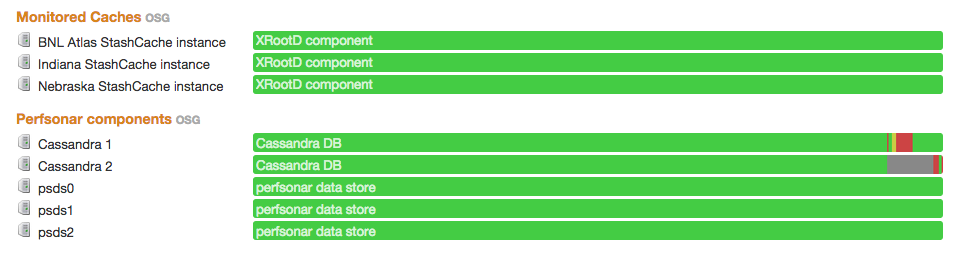 Monitored Caches OSG
BNL Atlas StashCache instance XRootD component
Indiana StashCache instance XRootD component
Nebraska StashCache instance XRootD component
Perfsonar components OSG
Cassandra 1 Cassandra DB
Cassandra 2 Cassandra DB
psds0 perfsonar data store
psds1 perfsonar data store
psds2 perfsonar data store